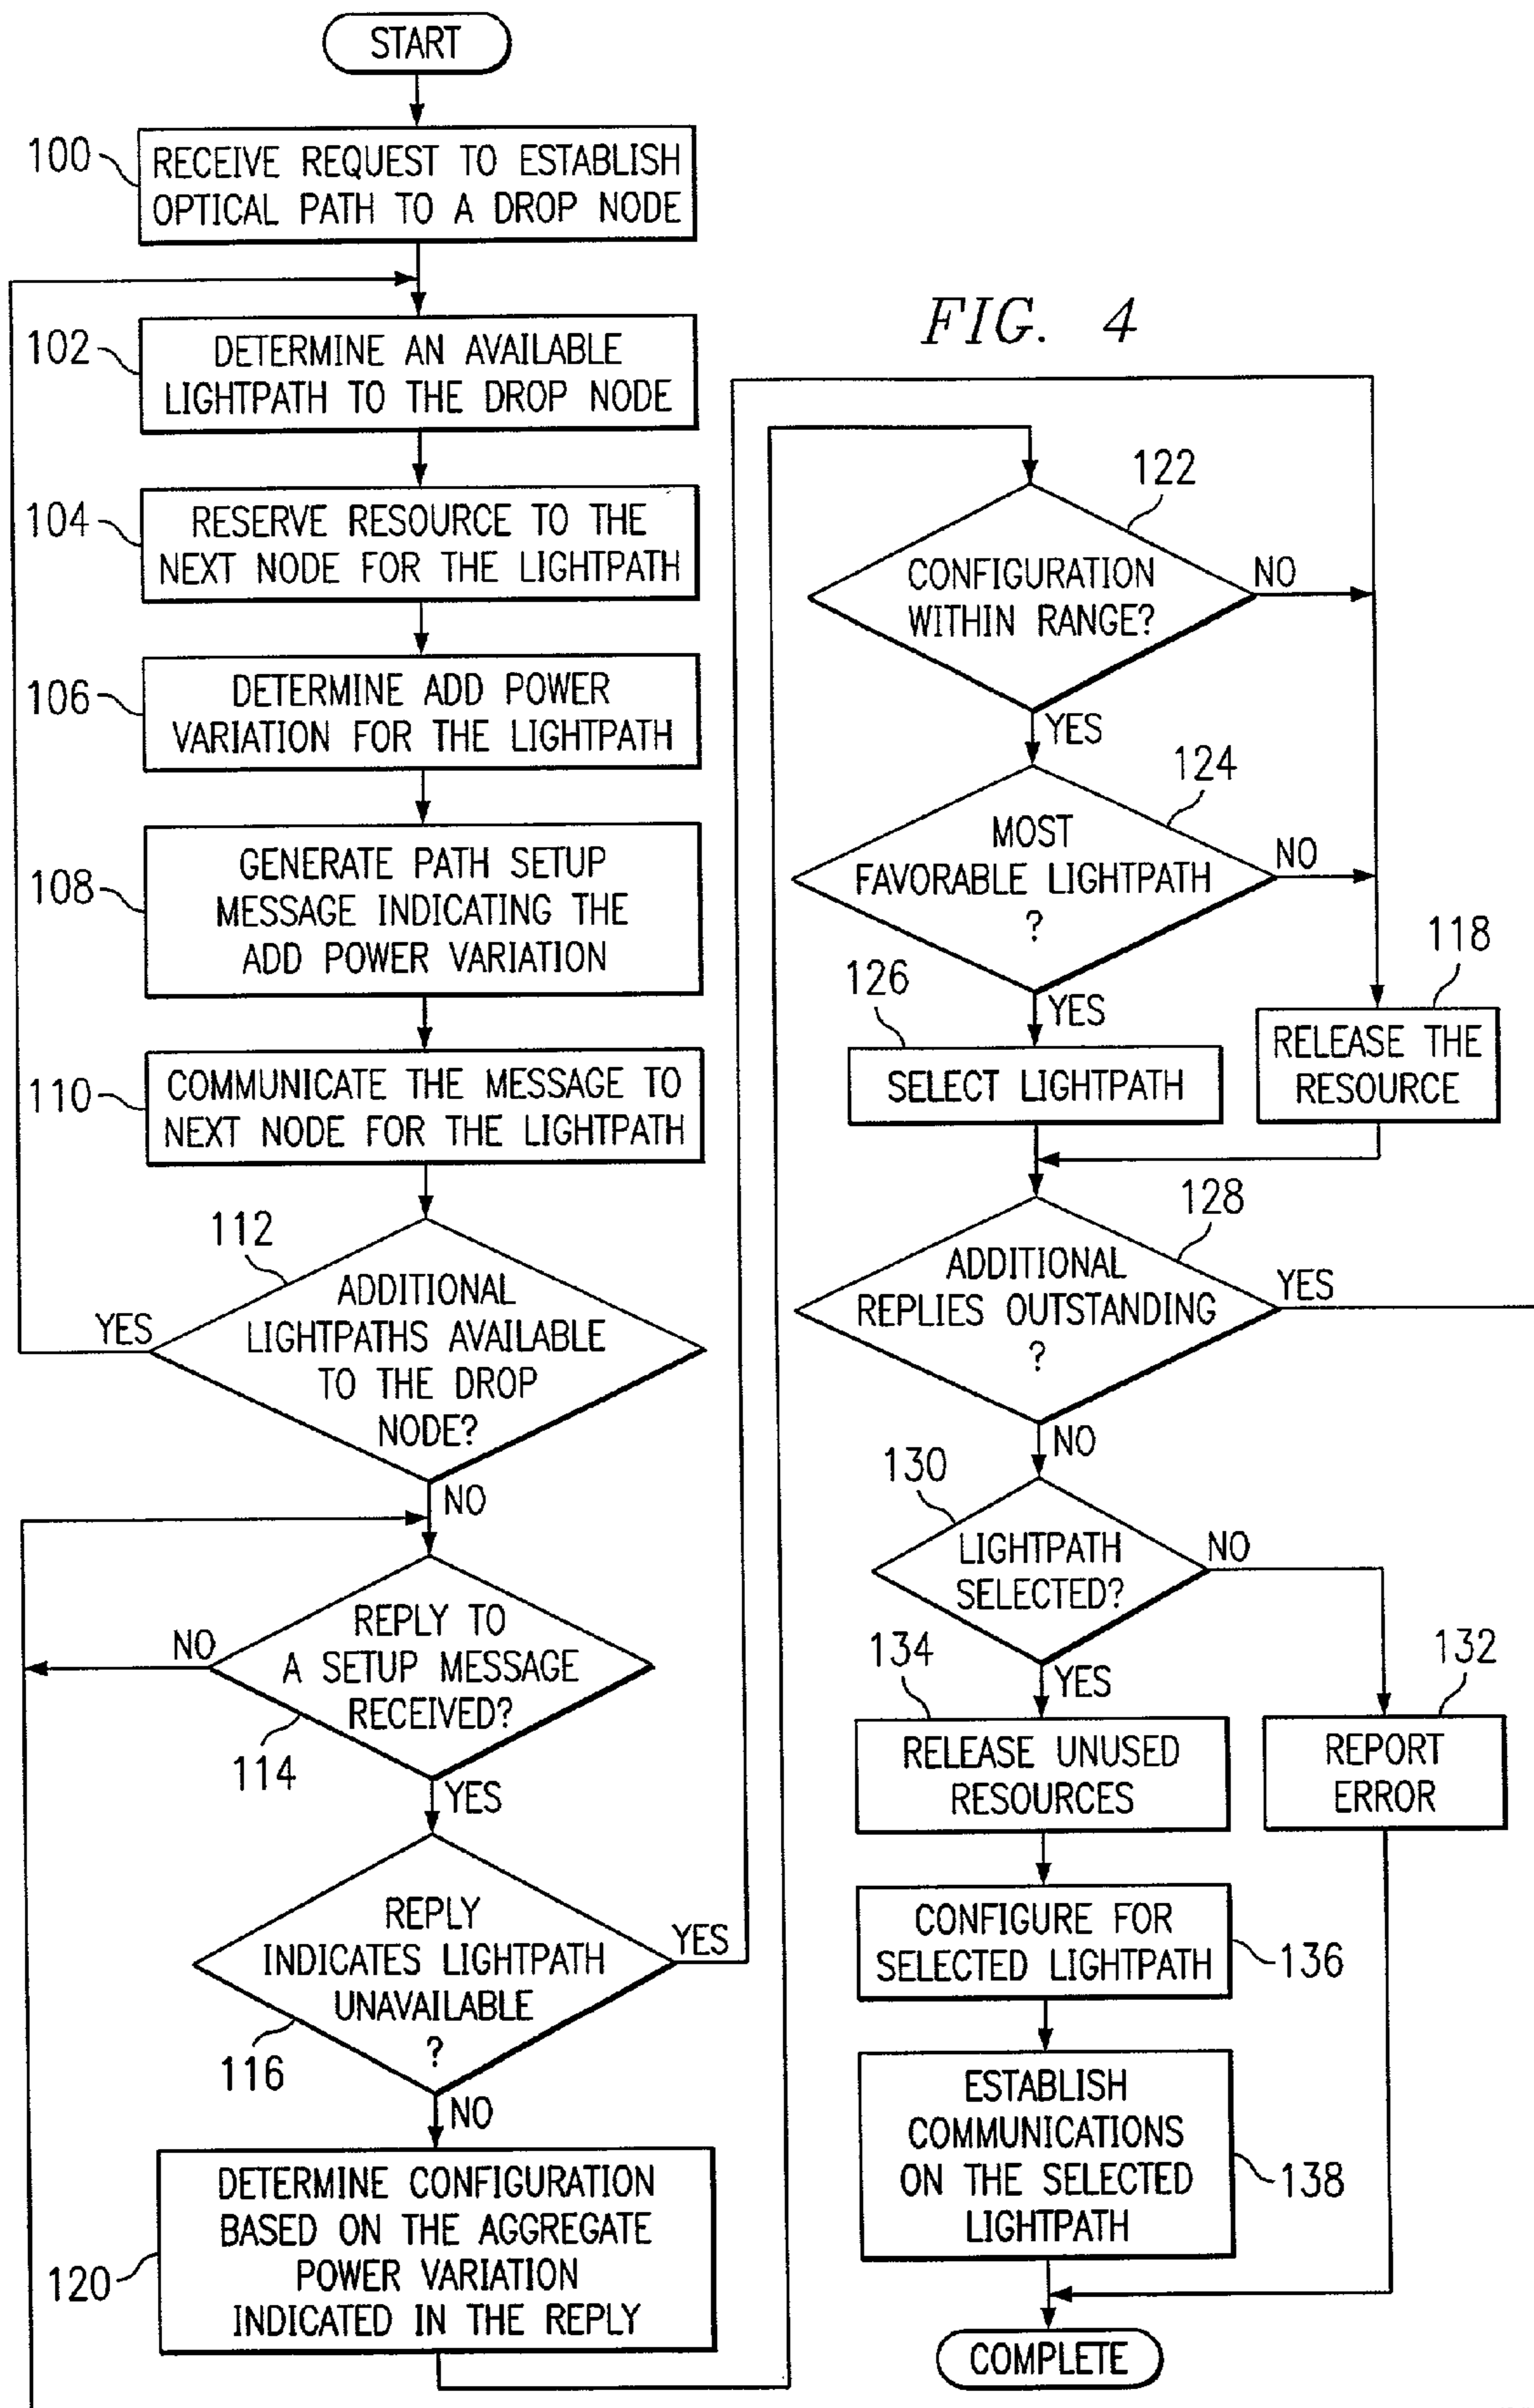 START
100
RECEIVE REQUEST TO ESTABLISH
OPTICAL PATH TO A DROP NODE
102
DETERMINE AN AVAILABLE
LIGHTPATH TO THE DROP NODE
104
RESERVE RESOURCE TO THE
NEXT NODE FOR THE LIGHTPATH
106
DETERMINE ADD POWER
VARIATION FOR THE LIGHTPATH
108
GENERATE PATH SETUP
MESSAGE INDICATING THE
ADD POWER VARIATION
110
COMMUNICATE THE MESSAGE TO
NEXT NODE FOR THE LIGHTPATH
112
ADDITIONAL
LIGHTPATHS AVAILABLE
TO THE DROP
NODE?
YES
NO
REPLY TO
A SETUP MESSAGE
RECEIVED?
NO
114
YES
REPLY
INDICATES LIGHTPATH
UNAVAILABLE
?
YES
116
NO
120
DETERMINE CONFIGURATION
BASED ON THE AGGREGATE
POWER VARIATION
INDICATED IN THE REPLY
FIG. 4
122
CONFIGURATION
WITHIN RANGE?
NO
YES
124
MOST
FAVORABLE LIGHTPATH
?
NO
YES
126
SELECT LIGHTPATH
118
RELEASE THE
RESOURCE
128
ADDITIONAL
REPLIES OUTSTANDING
?
YES
NO
130
LIGHTPATH
SELECTED?
NO
YES
132
REPORT
ERROR
134
RELEASE UNUSED
RESOURCES
CONFIGURE FOR
SELECTED LIGHTPATH
136
ESTABLISH
COMMUNICATIONS
ON THE SELECTED
LIGHTPATH
138
COMPLETE